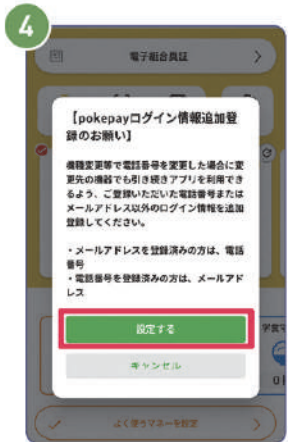 4
電子組合員証
【pokepayログイン情報追加登
録のお願い】
機種変更等で電話番号を変更した場合に変
更先の機器でも引き続きアプリを利用でき
るよう、ご登録いただいた電話番号または
メールアドレス以外のログイン情報を追加
登録してください。
・メールアドレスを登録済みの方は、電話
番号
・電話番号を登録済みの方は、メールアド
レス
設定する
キャンセル
よく使うマネーを設定